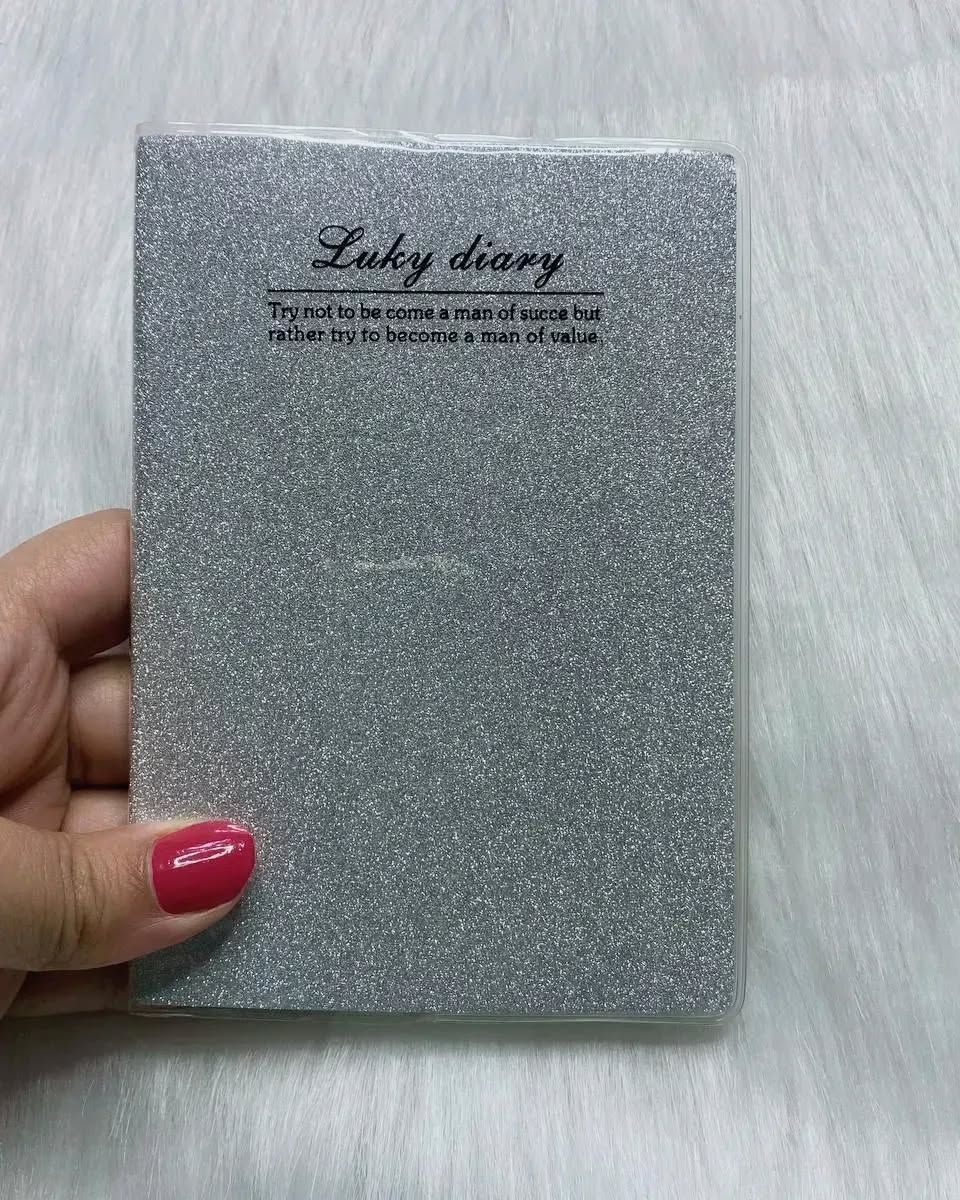 Luky diary
Try not to be come a man of succe but
rather try to become a man of value.